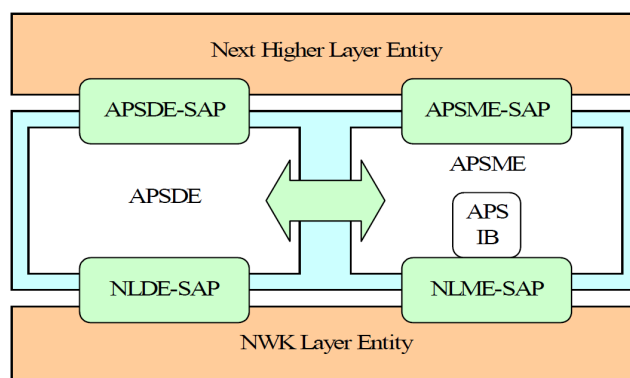 Next Higher Layer Entity
APSDE-SAP
APSME-SAP
APSDE
APSME
APS
IB
NLDE-SAP
NLME-SAP
NWK Layer Entity